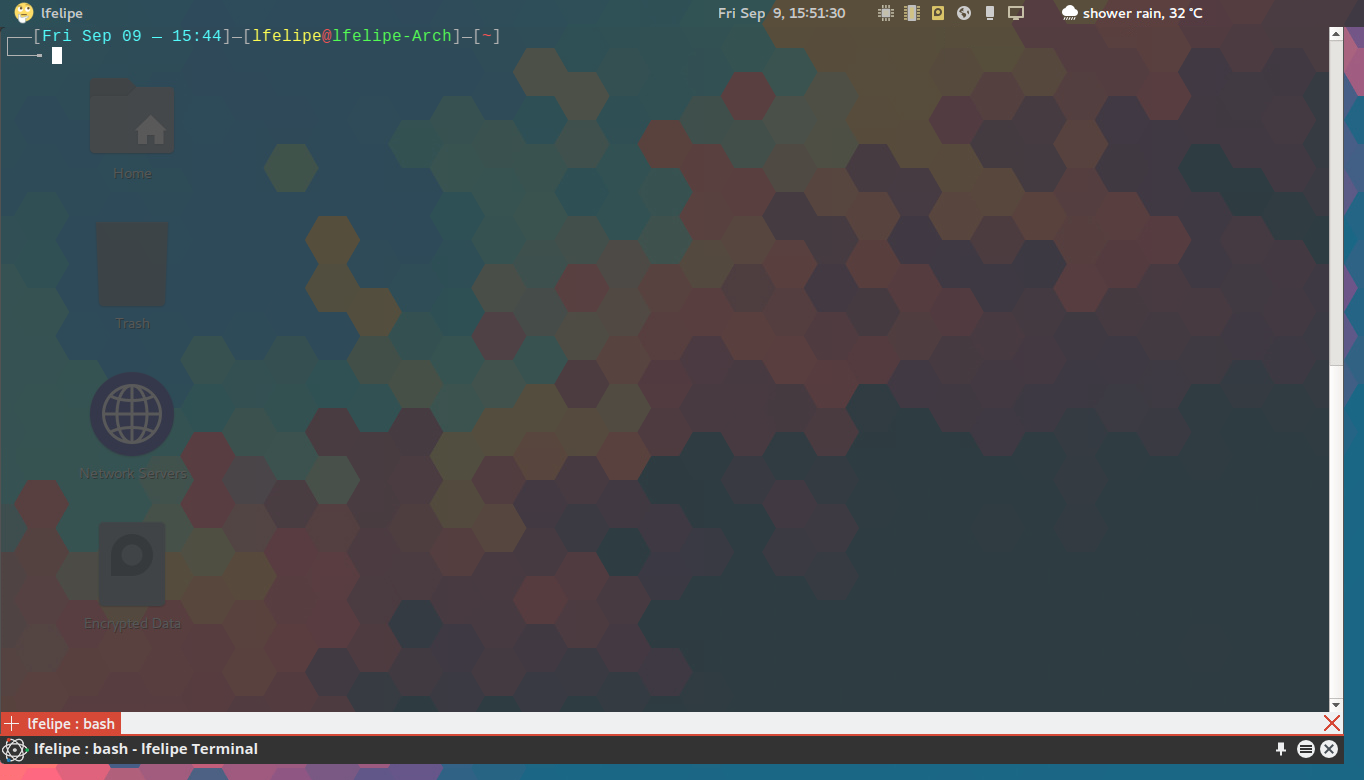 lfelipe
Fri Sep 9, 15:51:30
shower rain, 32 °C
[Fri Sep 09 – 15:44]–[lfelipe@lfelipe-Arch]–[~]
Home
Trash
Network Servers
Encrypted Data
lfelipe : bash
lfelipe : bash - lfelipe Terminal